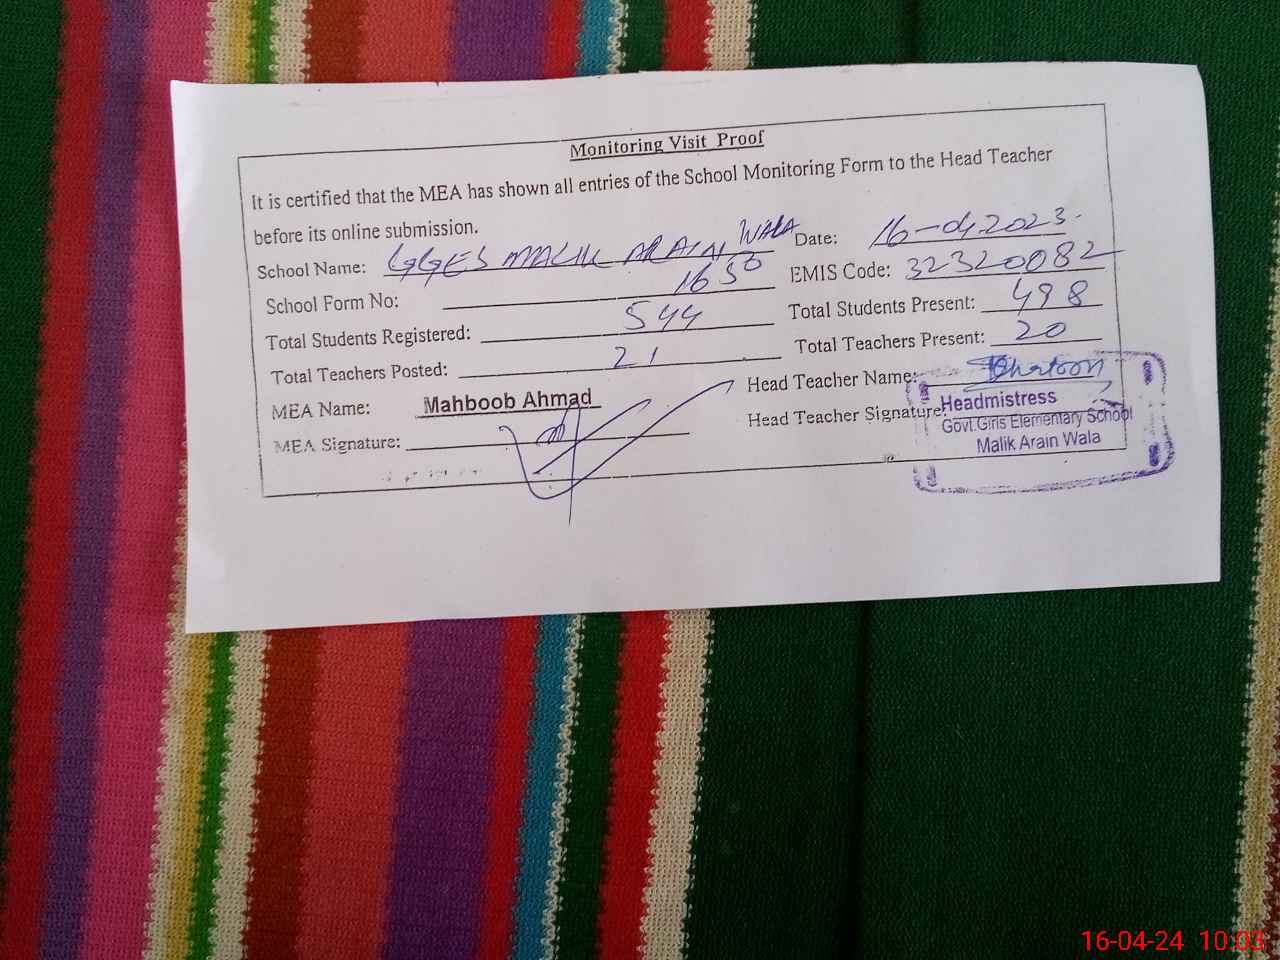 Monitoring Visit Proof
It is certified that the MEA has shown all entries of the School Monitoring Form to the Head Teacher
before its online submission.
School Name: GGES MALIK ARAIN WALA Date: 16-04-2023.
School Form No: 1650 EMIS Code: 32320082
Total Students Registered: 544 Total Students Present: 498
Total Teachers Posted: 21 Total Teachers Present: 20
MEA Name: Mahboob Ahmad Head Teacher Name:
MEA Signature: Head Teacher Signature:
Headmistress
Govt.Girls Elementary School
Malik Arain Wala
16-04-24 10:03